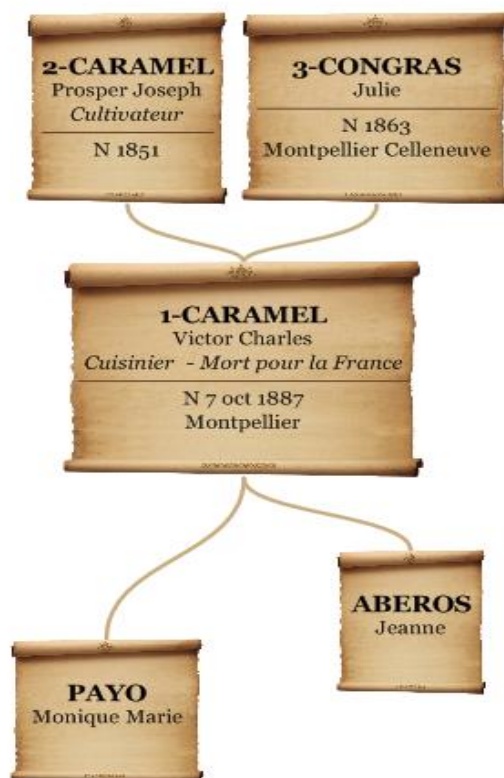 2-CARAMEL
Prosper Joseph
Cultivateur
N 1851
3-CONGRAS
Julie
N 1863
Montpellier Celleneuve
1-CARAMEL
Victor Charles
Cuisinier - Mort pour la France
N 7 oct 1887
Montpellier
ABEROS
Jeanne
PAYO
Monique Marie